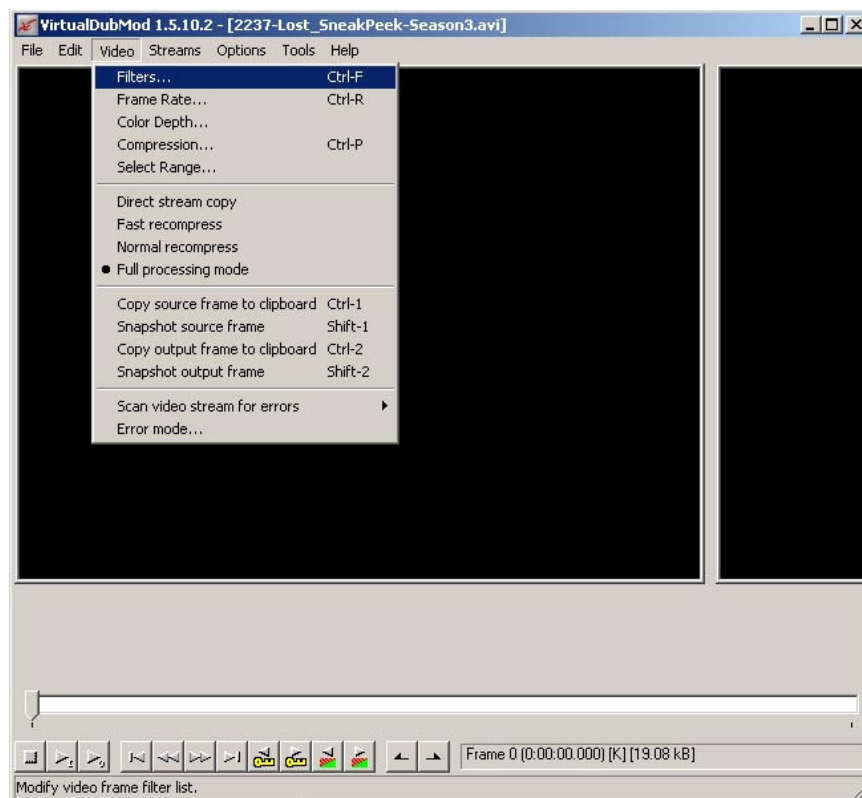 VirtualDubMod 1.5.10.2 - [2237-Lost_SneakPeek-Season3.avi]
File Edit Video Streams Options Tools Help
Filters... Ctrl-F
Frame Rate... Ctrl-R
Color Depth...
Compression... Ctrl-P
Select Range...
Direct stream copy
Fast recompress
Normal recompress
Full processing mode
Copy source frame to clipboard Ctrl-1
Snapshot source frame Shift-1
Copy output frame to clipboard Ctrl-2
Snapshot output frame Shift-2
Scan video stream for errors
Error mode...
Frame 0 (0:00:00.000) [K] [19.08 kB]
Modify video frame filter list.